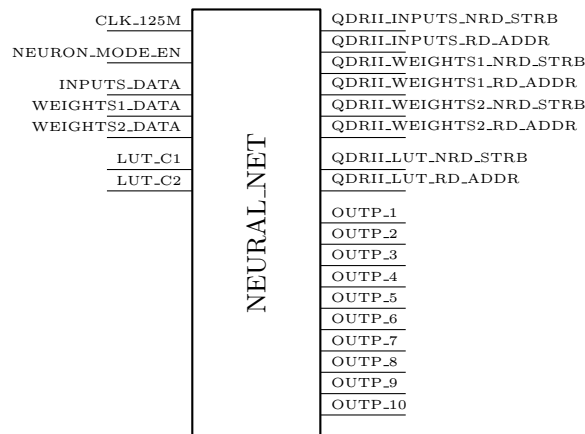 CLK_125M
NEURON_MODE_EN
INPUTS_DATA
WEIGHTS1_DATA
WEIGHTS2_DATA
LUT_C1
LUT_C2
NEURAL_NET
QDRII_INPUTS_NRD_STRB
QDRII_INPUTS_RD_ADDR
QDRII_WEIGHTS1_NRD_STRB
QDRII_WEIGHTS1_RD_ADDR
QDRII_WEIGHTS2_NRD_STRB
QDRII_WEIGHTS2_RD_ADDR
QDRII_LUT_NRD_STRB
QDRII_LUT_RD_ADDR
OUTP_1
OUTP_2
OUTP_3
OUTP_4
OUTP_5
OUTP_6
OUTP_7
OUTP_8
OUTP_9
OUTP_10